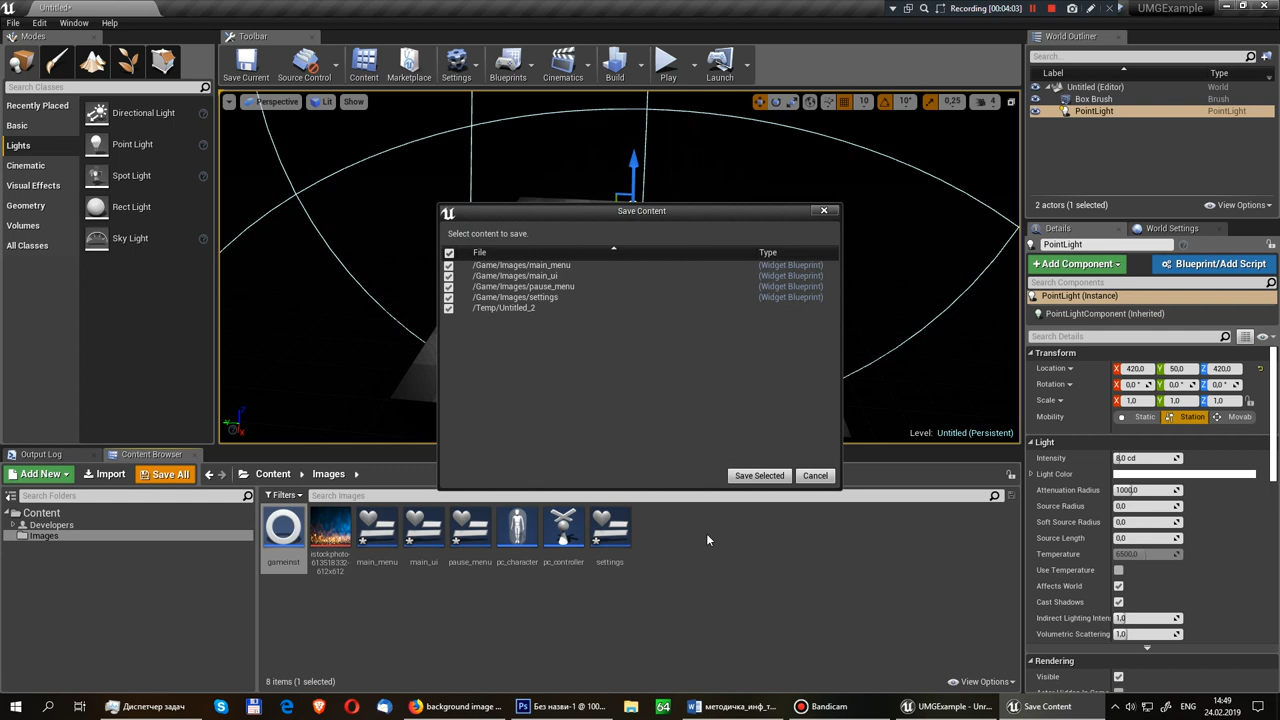 Untitled*
Recording [00:04:03]
UMGExample
File Edit Window Help
Modes
Search Classes
Recently Placed
Basic
Lights
Cinematic
Visual Effects
Geometry
Volumes
All Classes
Directional Light
Point Light
Spot Light
Rect Light
Sky Light
Toolbar
Save Current Source Control Content Marketplace Settings Blueprints Cinematics Build Play Launch
Perspective Lit Show
10 10° 0,25 4
Level: Untitled (Persistent)
Save Content
Select content to save.
File Type
/Game/Images/main_menu (Widget Blueprint)
/Game/Images/main_ui (Widget Blueprint)
/Game/Images/pause_menu (Widget Blueprint)
/Game/Images/settings (Widget Blueprint)
/Temp/Untitled_2
Save Selected Cancel
World Outliner
Search...
Label Type
Untitled (Editor) World
Box Brush Brush
PointLight PointLight
2 actors (1 selected) View Options
Details World Settings
PointLight
+Add Component Blueprint/Add Script
Search Components
PointLight (Instance)
PointLightComponent (Inherited)
Search Details
Transform
Location X 420,0 Y 50,0 Z 420,0
Rotation X 0,0 ° Y 0,0 ° Z 0,0 °
Scale X 1,0 Y 1,0 Z 1,0
Mobility Static Station Movab
Light
Intensity 8,0 cd
Light Color
Attenuation Radius 1000,0
Source Radius 0,0
Soft Source Radius 0,0
Source Length 0,0
Temperature 6500,0
Use Temperature
Affects World
Cast Shadows
Indirect Lighting Inten 1,0
Volumetric Scattering 1,0
Rendering
Visible
Output Log Content Browser
Add New Import Save All Content Images
Search Folders
Content
Developers
Images
Filters Search Images
gameinst
istockphoto-
613518332-
612x612
main_menu
main_ui
pause_menu
pc_character
pc_controller
settings
8 items (1 selected) View Options
Диспетчер задач
background image ...
Без назви-1 @ 100...
64
методичка_инф_т...
Bandicam
UMGExample - Unr...
Save Content
14:49
24.02.2019